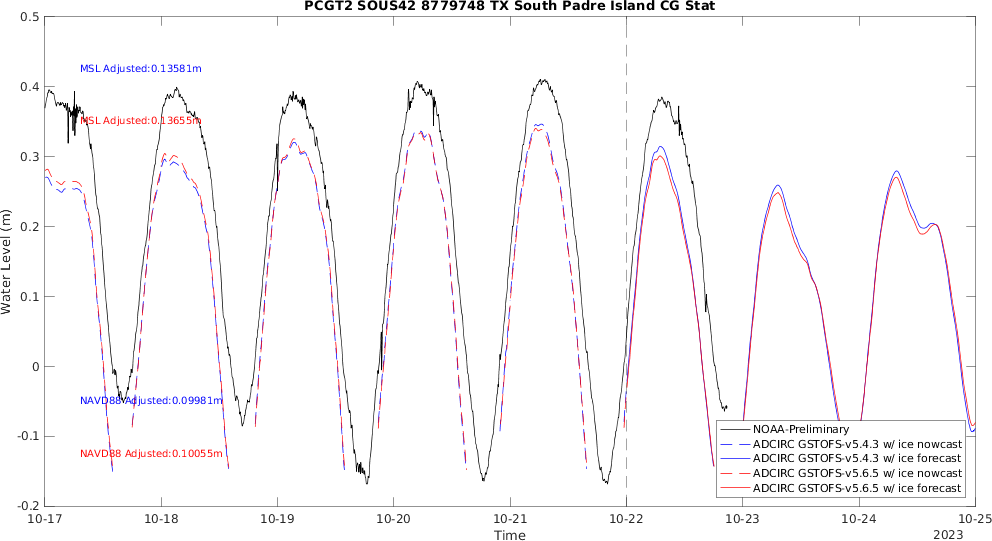 PCGT2 SOUS42 8779748 TX South Padre Island CG Stat
0.5
0.4
0.3
0.2
0.1
0
-0.1
-0.2
Water Level (m)
MSL Adjusted:0.13581m
MSL Adjusted:0.13655m
NAVD88 Adjusted:0.09981m
NAVD88 Adjusted:0.10055m
NOAA-Preliminary
ADCIRC GSTOFS-v5.4.3 w/ ice nowcast
ADCIRC GSTOFS-v5.4.3 w/ ice forecast
ADCIRC GSTOFS-v5.6.5 w/ ice nowcast
ADCIRC GSTOFS-v5.6.5 w/ ice forecast
10-17 10-18 10-19 10-20 10-21 10-22 10-23 10-24 10-25
Time
2023